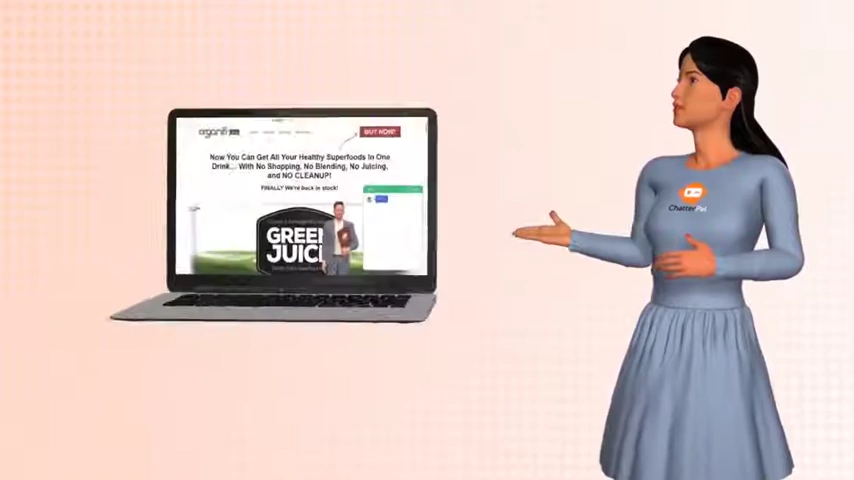 organifi
BUY NOW!
Now You Can Get All Your Healthy Superfoods In One
Drink... With No Shopping, No Blending, No Juicing,
and NO CLEANUP!
FINALLY We're back in stock!
GREEN
JUICE
ChatterPal